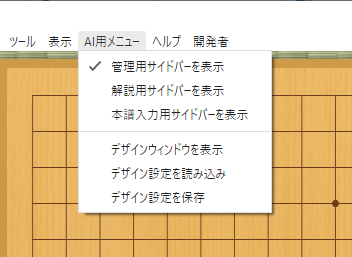 ツール 表示 AI用メニュー ヘルプ 開発者
管理用サイドバーを表示
解説用サイドバーを表示
本譜入力用サイドバーを表示
デザインウィンドウを表示
デザイン設定を読み込み
デザイン設定を保存